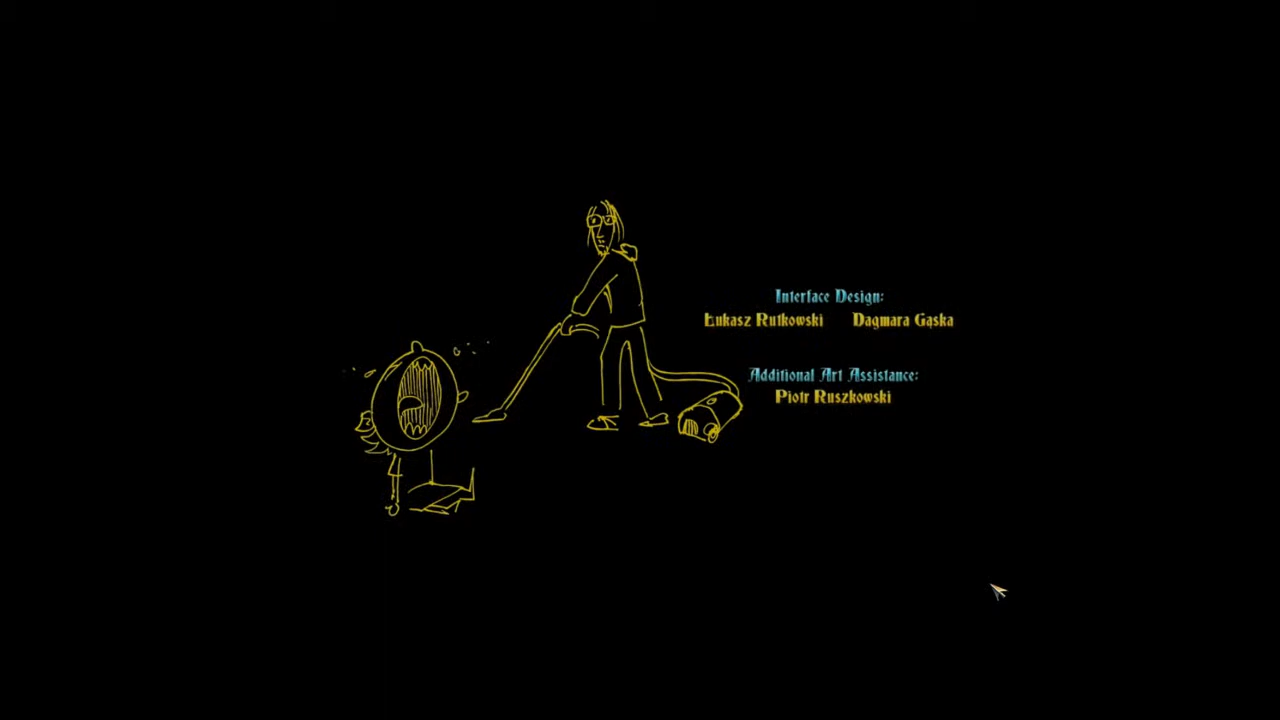 Interface Design:
Łukasz Rutkowski Dagmara Gąska
Additional Art Assistance:
Piotr Ruszkowski